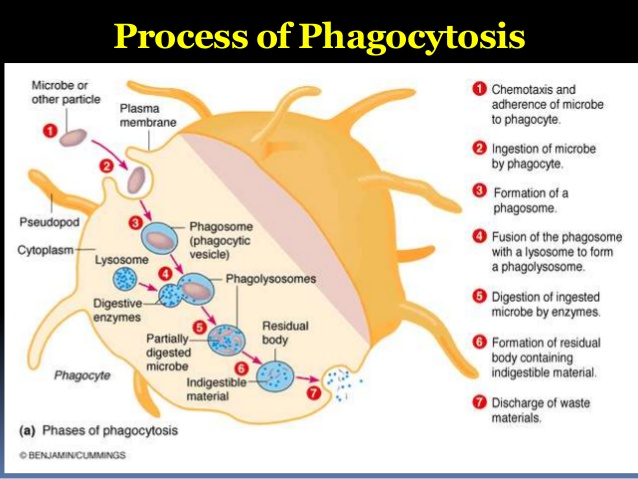 Process of Phagocytosis
Microbe or
other particle
Plasma
membrane
1
2
Pseudopod
Cytoplasm
3
Phagosome
(phagocytic
vesicle)
Lysosome
4
Phagolysosomes
Digestive
enzymes
5
Partially
digested
microbe
Residual
body
6
Indigestible
material
7
Phagocyte
(a) Phases of phagocytosis
© BENJAMIN/CUMMINGS
1 Chemotaxis and
adherence of microbe
to phagocyte.
2 Ingestion of microbe
by phagocyte.
3 Formation of a
phagosome.
4 Fusion of the phagosome
with a lysosome to form
a phagolysosome.
5 Digestion of ingested
microbe by enzymes.
6 Formation of residual
body containing
indigestible material.
7 Discharge of waste
materials.